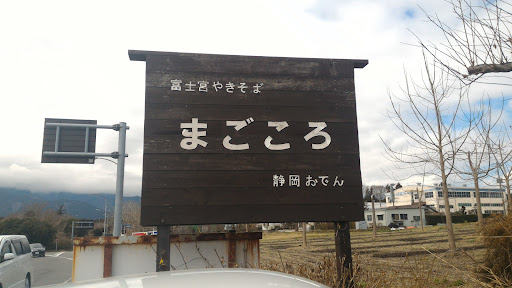 富士宮やきそば
まごころ
静岡おでん